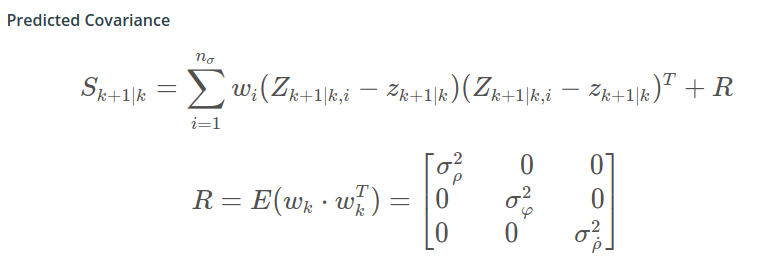 Predicted Covariance
$S_{k+1|k} = \sum_{i=1}^{n_\sigma} w_i (Z_{k+1|k,i} - z_{k+1|k})(Z_{k+1|k,i} - z_{k+1|k})^T + R$
$R = E(w_k \cdot w_k^T) = \begin{bmatrix} \sigma_\rho^2 & 0 & 0 \\ 0 & \sigma_\varphi^2 & 0 \\ 0 & 0 & \sigma_{\dot{\rho}}^2 \end{bmatrix}$